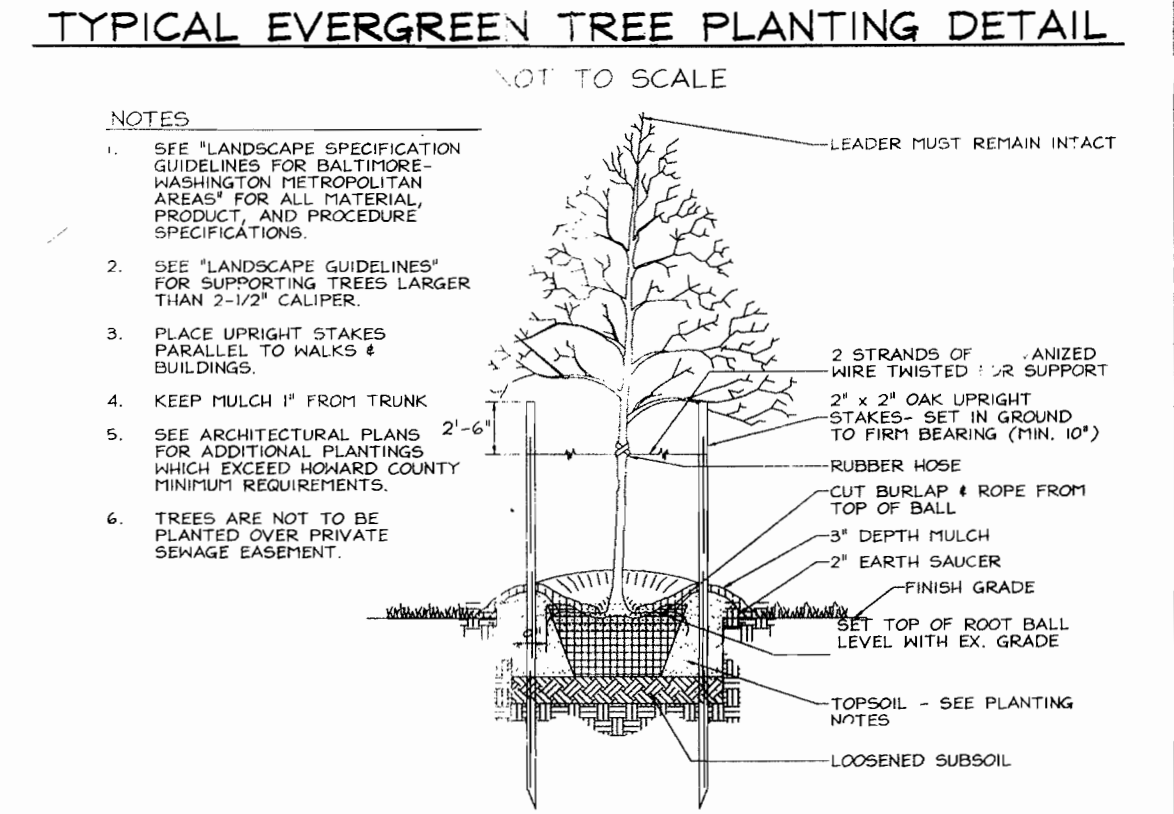 TYPICAL EVERGREEN TREE PLANTING DETAIL
NOT TO SCALE
NOTES
1. SEE "LANDSCAPE SPECIFICATION
GUIDELINES FOR BALTIMORE-
WASHINGTON METROPOLITAN
AREAS" FOR ALL MATERIAL,
PRODUCT, AND PROCEDURE
SPECIFICATIONS.
2. SEE "LANDSCAPE GUIDELINES"
FOR SUPPORTING TREES LARGER
THAN 2-1/2" CALIPER.
3. PLACE UPRIGHT STAKES
PARALLEL TO WALKS &
BUILDINGS.
4. KEEP MULCH 1" FROM TRUNK
5. SEE ARCHITECTURAL PLANS
FOR ADDITIONAL PLANTINGS
WHICH EXCEED HOWARD COUNTY
MINIMUM REQUIREMENTS.
6. TREES ARE NOT TO BE
PLANTED OVER PRIVATE
SEWAGE EASEMENT.
2'-6"
LEADER MUST REMAIN INTACT
2 STRANDS OF ANIZED
WIRE TWISTED SUPPORT
2" x 2" OAK UPRIGHT
STAKES- SET IN GROUND
TO FIRM BEARING (MIN. 10")
RUBBER HOSE
CUT BURLAP & ROPE FROM
TOP OF BALL
3" DEPTH MULCH
2" EARTH SAUCER
FINISH GRADE
SET TOP OF ROOT BALL
LEVEL WITH EX. GRADE
TOPSOIL - SEE PLANTING
NOTES
LOOSENED SUBSOIL